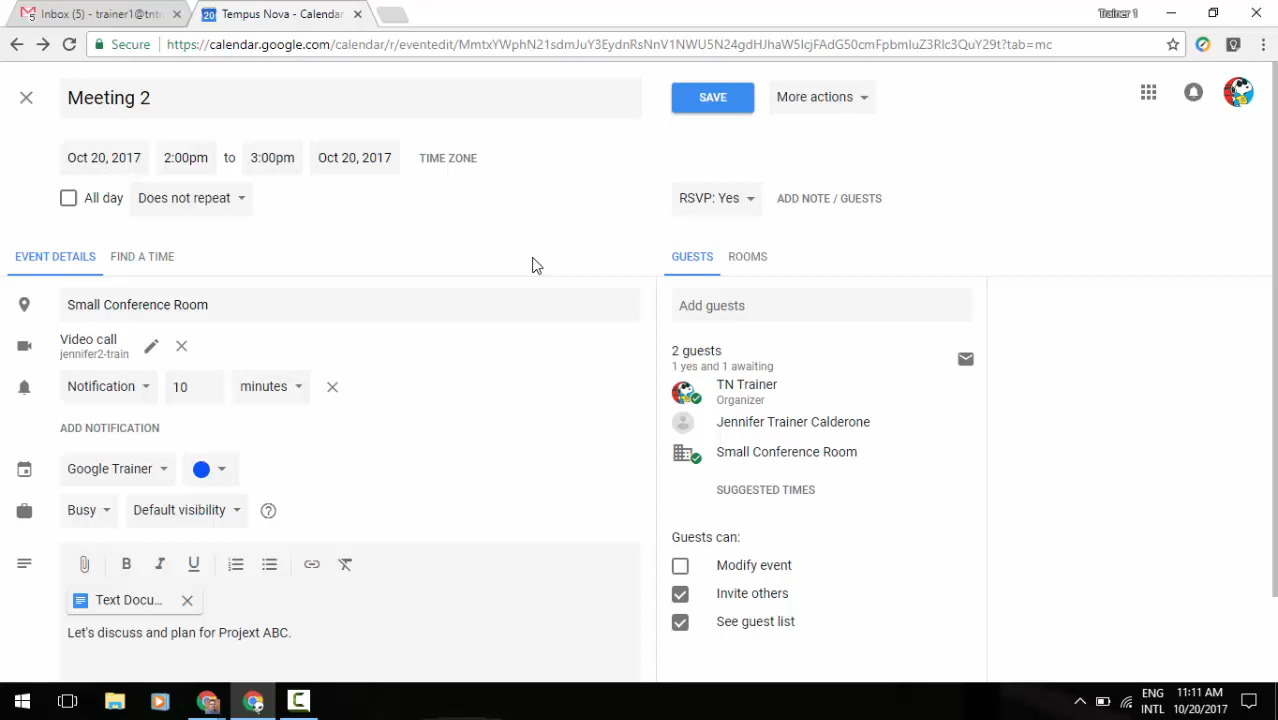 Inbox (5) - trainer1@tnt
Tempus Nova - Calendar
Trainer 1
Secure
https://calendar.google.com/calendar/r/eventedit/MmtxYWphN21sdmJuY3EydnRsNnV1NWU5N24gdHJhaW5lcjFAdG50cmFpbmluZ3Rlc3QuY29t?tab=mc
Meeting 2
SAVE
More actions
Oct 20, 2017 2:00pm to 3:00pm Oct 20, 2017 TIME ZONE
All day Does not repeat
RSVP: Yes ADD NOTE / GUESTS
EVENT DETAILS FIND A TIME
GUESTS ROOMS
Small Conference Room
Video call
jennifer2-train
Notification 10 minutes
ADD NOTIFICATION
Google Trainer
Busy Default visibility
B I U
Text Docu...
Let's discuss and plan for Projext ABC.
Add guests
2 guests
1 yes and 1 awaiting
TN Trainer
Organizer
Jennifer Trainer Calderone
Small Conference Room
SUGGESTED TIMES
Guests can:
Modify event
Invite others
See guest list
ENG 11:11 AM
INTL 10/20/2017